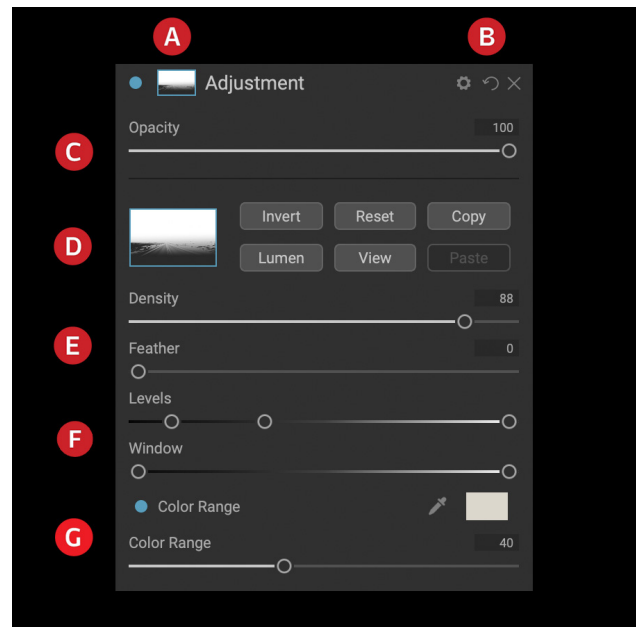 A B
Adjustment
Opacity 100
C
Invert Reset Copy
D
Lumen View Paste
Density 88
E
Feather 0
Levels
F
Window
Color Range
G
Color Range 40